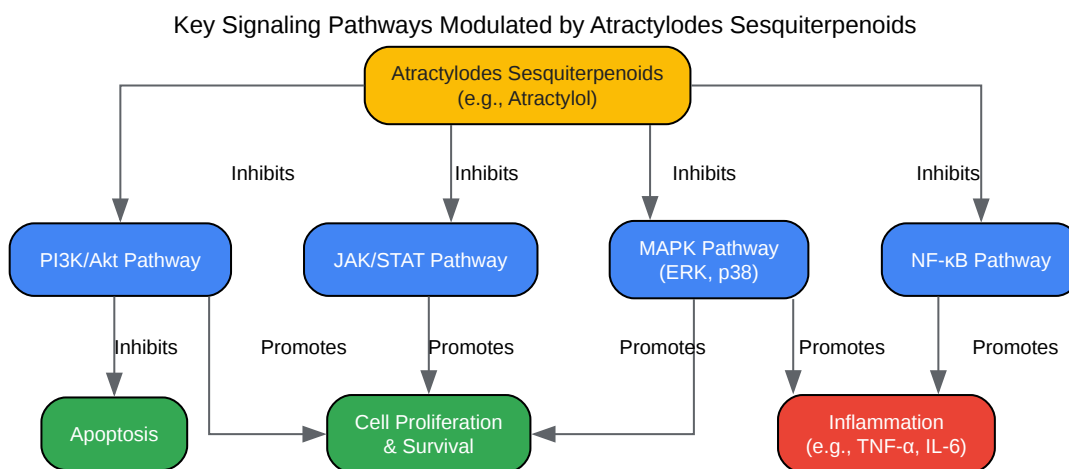 Key Signaling Pathways Modulated by Atractylodes Sesquiterpenoids
Atractylodes Sesquiterpenoids
(e.g., Atractylol)
Inhibits
Inhibits
Inhibits
Inhibits
PI3K/Akt Pathway
JAK/STAT Pathway
MAPK Pathway
(ERK, p38)
NF-κB Pathway
Inhibits
Promotes
Promotes
Promotes
Promotes
Promotes
Apoptosis
Cell Proliferation
& Survival
Inflammation
(e.g., TNF-α, IL-6)